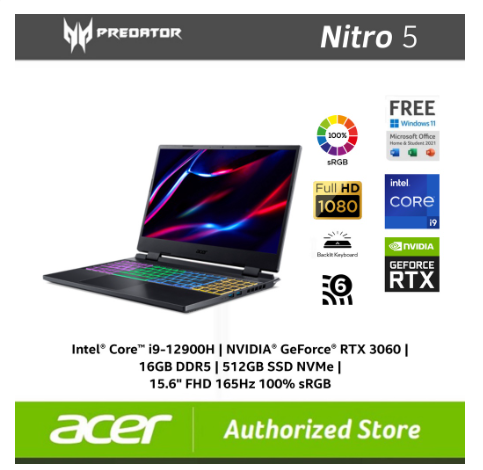 PREDATOR
Nitro 5
100%
sRGB
FREE
Windows 11
Microsoft Office
Home & Student 2021
Full HD
1080
intel
CORE
i9
Backlit Keyboard
NVIDIA
GEFORCE
RTX
6
acer
Intel® Core™ i9-12900H | NVIDIA® GeForce® RTX 3060 |
16GB DDR5 | 512GB SSD NVMe |
15.6" FHD 165Hz 100% sRGB
acer
Authorized Store